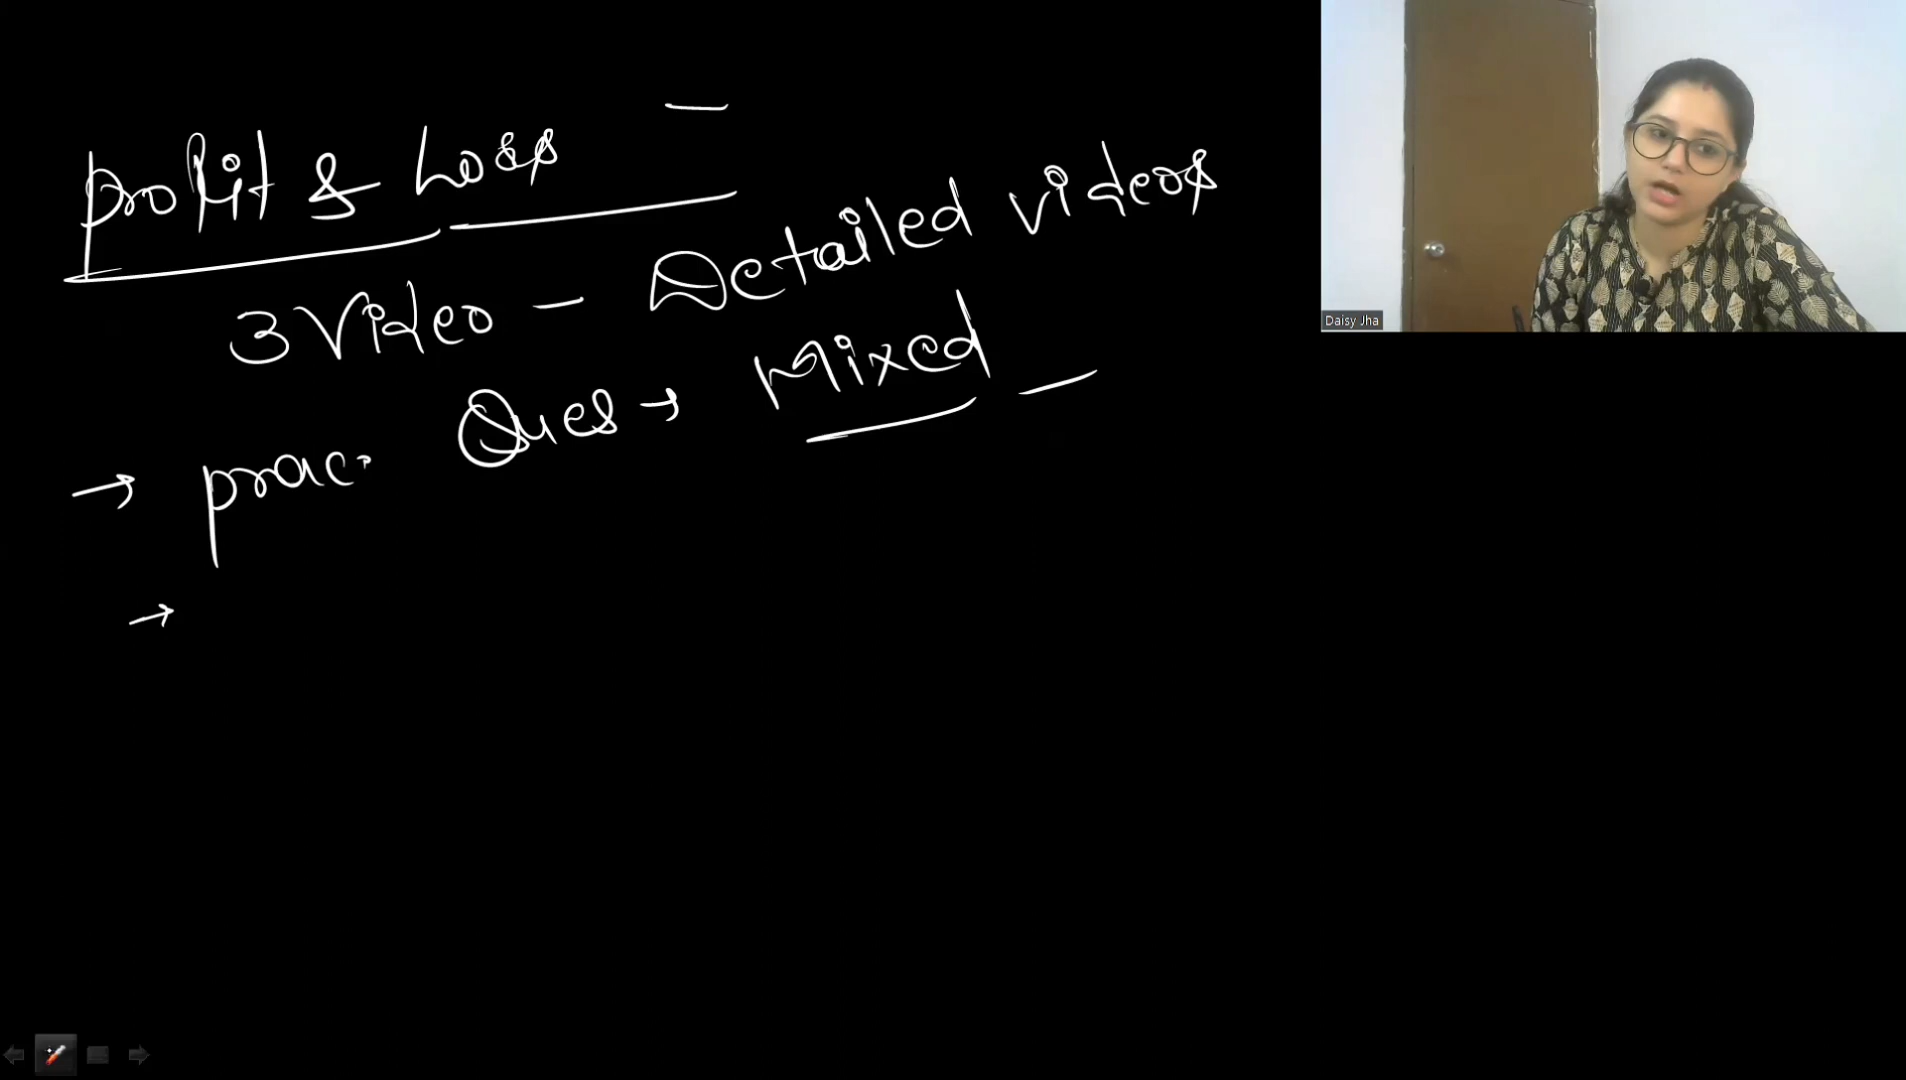 Profit & Loss —
3 Video — Detailed videos
→ prac. Ques → Mixed —
→
Daisy Jha